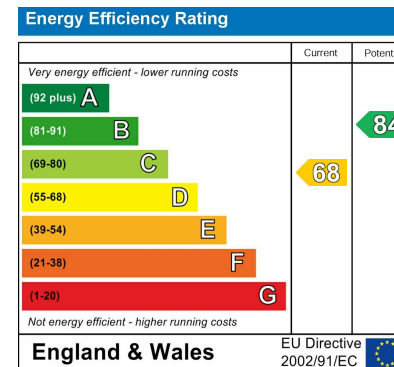 Energy Efficiency Rating
Current Potent
Very energy efficient - lower running costs
(92 plus) A
(81-91) B
84
(69-80) C
68
(55-68) D
(39-54) E
(21-38) F
(1-20) G
Not energy efficient - higher running costs
England & Wales
EU Directive
2002/91/EC